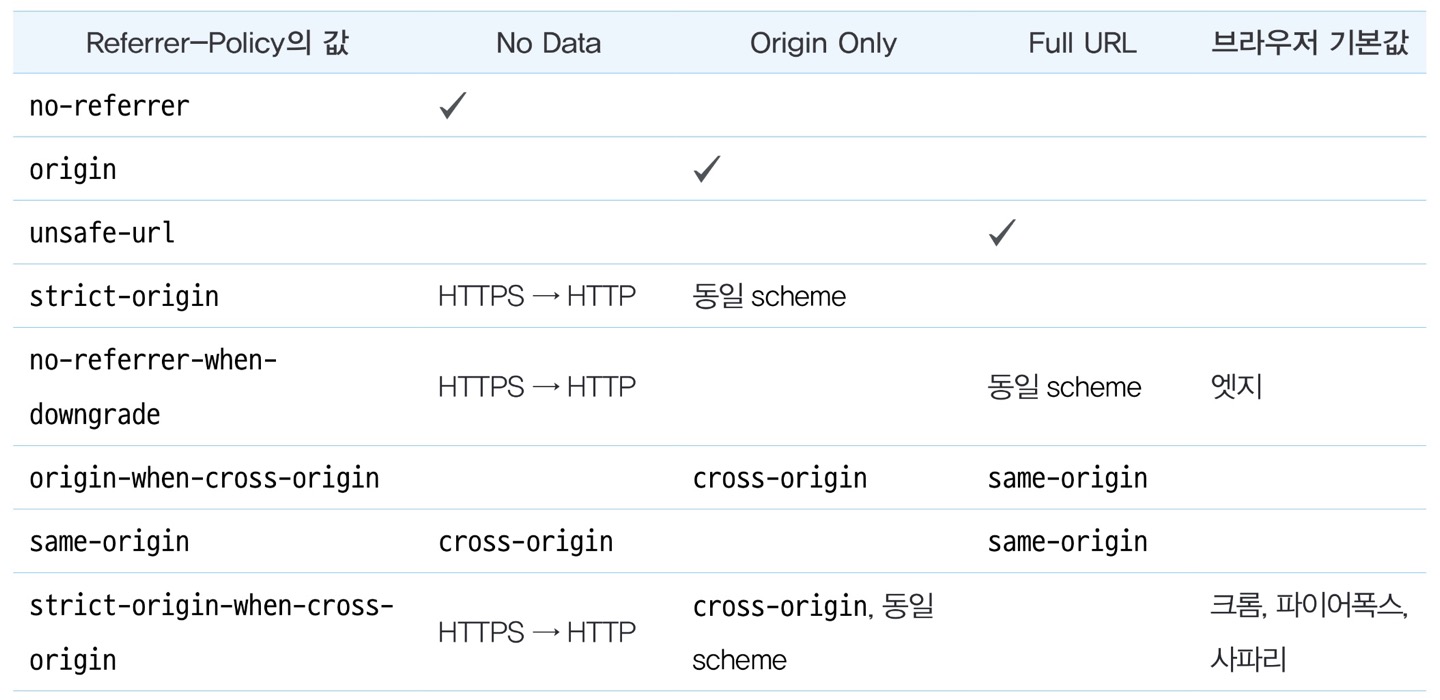 Referrer-Policy의 값 No Data Origin Only Full URL 브라우저 기본값
no-referrer ✓
origin ✓
unsafe-url ✓
strict-origin HTTPS → HTTP 동일 scheme
no-referrer-when-
downgrade HTTPS → HTTP 동일 scheme 엣지
origin-when-cross-origin cross-origin same-origin
same-origin cross-origin same-origin
strict-origin-when-cross- cross-origin, 동일 크롬, 파이어폭스,
origin HTTPS → HTTP scheme 사파리